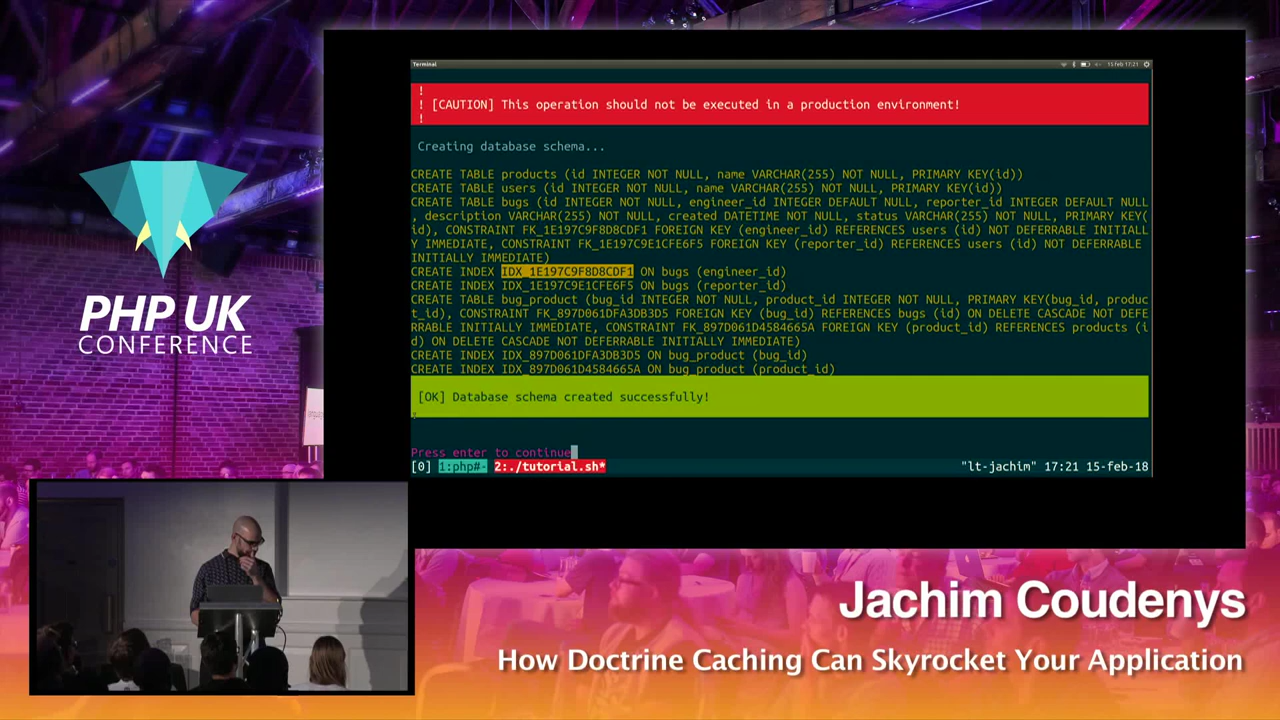 Terminal
15 feb 17:21
!
! [CAUTION] This operation should not be executed in a production environment!
!
Creating database schema...
CREATE TABLE products (id INTEGER NOT NULL, name VARCHAR(255) NOT NULL, PRIMARY KEY(id))
CREATE TABLE users (id INTEGER NOT NULL, name VARCHAR(255) NOT NULL, PRIMARY KEY(id))
CREATE TABLE bugs (id INTEGER NOT NULL, engineer_id INTEGER DEFAULT NULL, reporter_id INTEGER DEFAULT NULL
, description VARCHAR(255) NOT NULL, created DATETIME NOT NULL, status VARCHAR(255) NOT NULL, PRIMARY KEY(
id), CONSTRAINT FK_1E197C9F8D8CDF1 FOREIGN KEY (engineer_id) REFERENCES users (id) NOT DEFERRABLE INITIALL
Y IMMEDIATE, CONSTRAINT FK_1E197C9E1CFE6F5 FOREIGN KEY (reporter_id) REFERENCES users (id) NOT DEFERRABLE
INITIALLY IMMEDIATE)
CREATE INDEX IDX_1E197C9F8D8CDF1 ON bugs (engineer_id)
CREATE INDEX IDX_1E197C9E1CFE6F5 ON bugs (reporter_id)
CREATE TABLE bug_product (bug_id INTEGER NOT NULL, product_id INTEGER NOT NULL, PRIMARY KEY(bug_id, produc
t_id), CONSTRAINT FK_897D061DFA3DB3D5 FOREIGN KEY (bug_id) REFERENCES bugs (id) ON DELETE CASCADE NOT DEFE
RRABLE INITIALLY IMMEDIATE, CONSTRAINT FK_897D061D4584665A FOREIGN KEY (product_id) REFERENCES products (i
d) ON DELETE CASCADE NOT DEFERRABLE INITIALLY IMMEDIATE)
CREATE INDEX IDX_897D061DFA3DB3D5 ON bug_product (bug_id)
CREATE INDEX IDX_897D061D4584665A ON bug_product (product_id)
[OK] Database schema created successfully!
Press enter to continue
[0] 1:php#- 2:./tutorial.sh* "lt-jachim" 17:21 15-feb-18
PHP UK
CONFERENCE
Jachim Coudenys
How Doctrine Caching Can Skyrocket Your Application